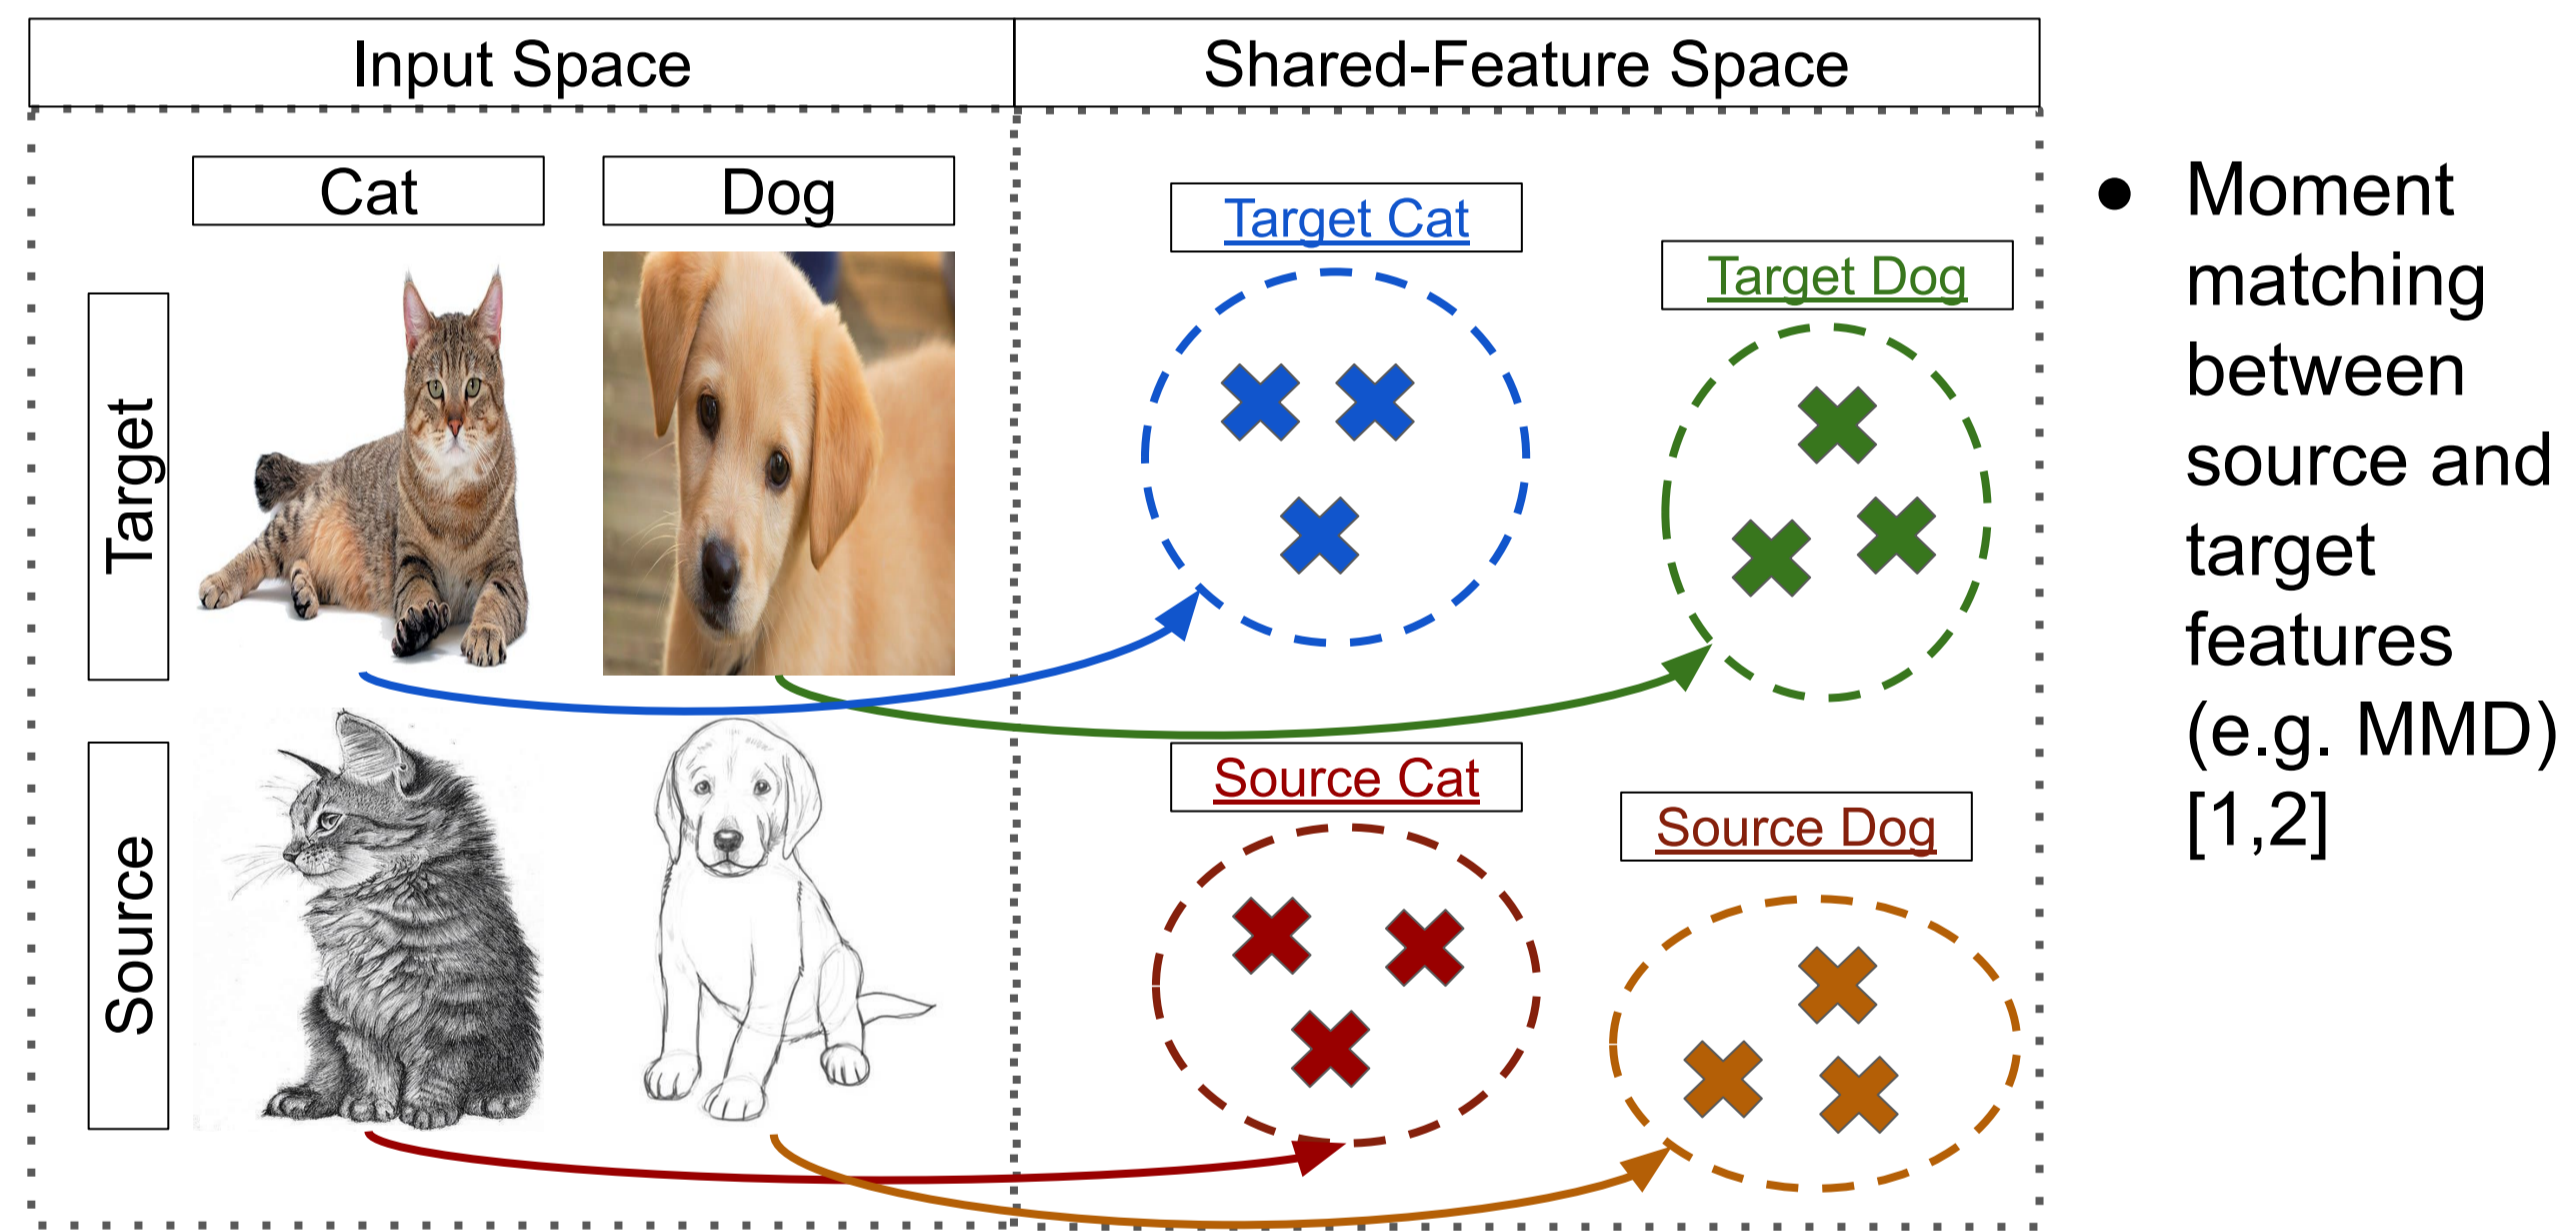 Input Space
Shared-Feature Space
Cat
Dog
Target
Source
Target Cat
Target Dog
Source Cat
Source Dog
● Moment
matching
between
source and
target
features
(e.g. MMD)
[1,2]